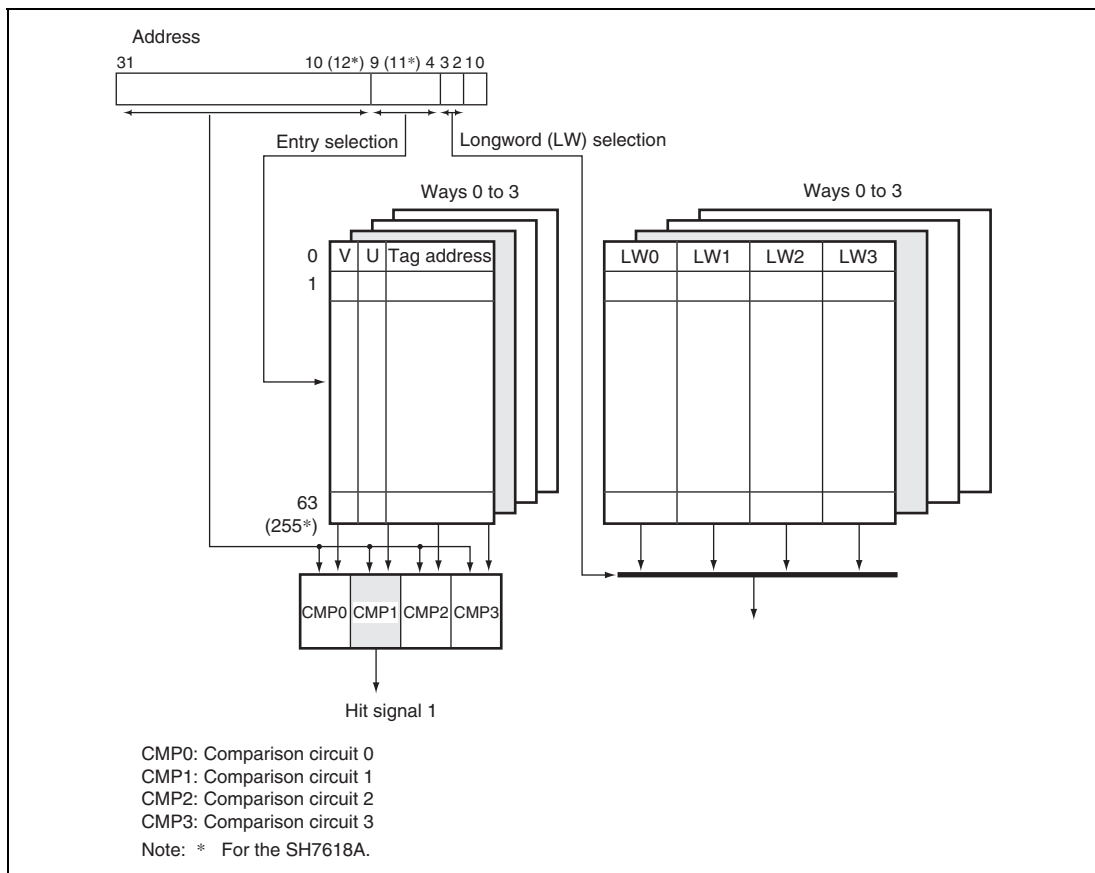 Address
31 10 (12*) 9 (11*) 4 3 2 1 0
Entry selection Longword (LW) selection
Ways 0 to 3 Ways 0 to 3
0 V U Tag address LW0 LW1 LW2 LW3
1
63
(255*)
CMP0 CMP1 CMP2 CMP3
Hit signal 1
CMP0: Comparison circuit 0
CMP1: Comparison circuit 1
CMP2: Comparison circuit 2
CMP3: Comparison circuit 3
Note: * For the SH7618A.